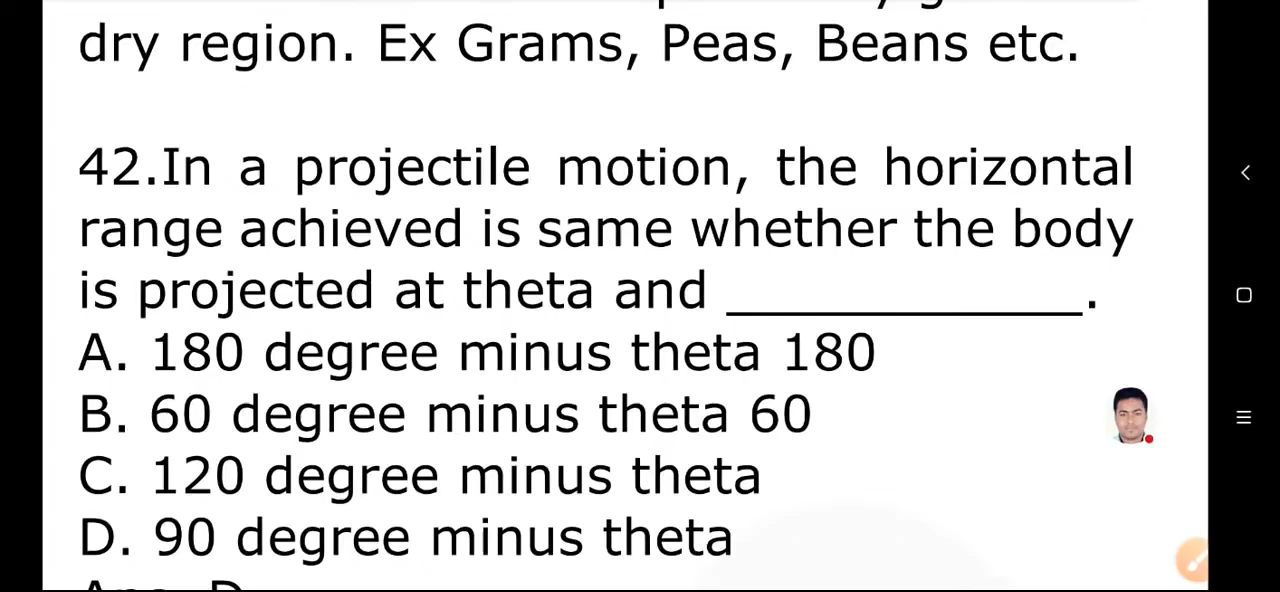 dry region. Ex Grams, Peas, Beans etc.
42.In a projectile motion, the horizontal
range achieved is same whether the body
is projected at theta and ______________.
A. 180 degree minus theta 180
B. 60 degree minus theta 60
C. 120 degree minus theta
D. 90 degree minus theta